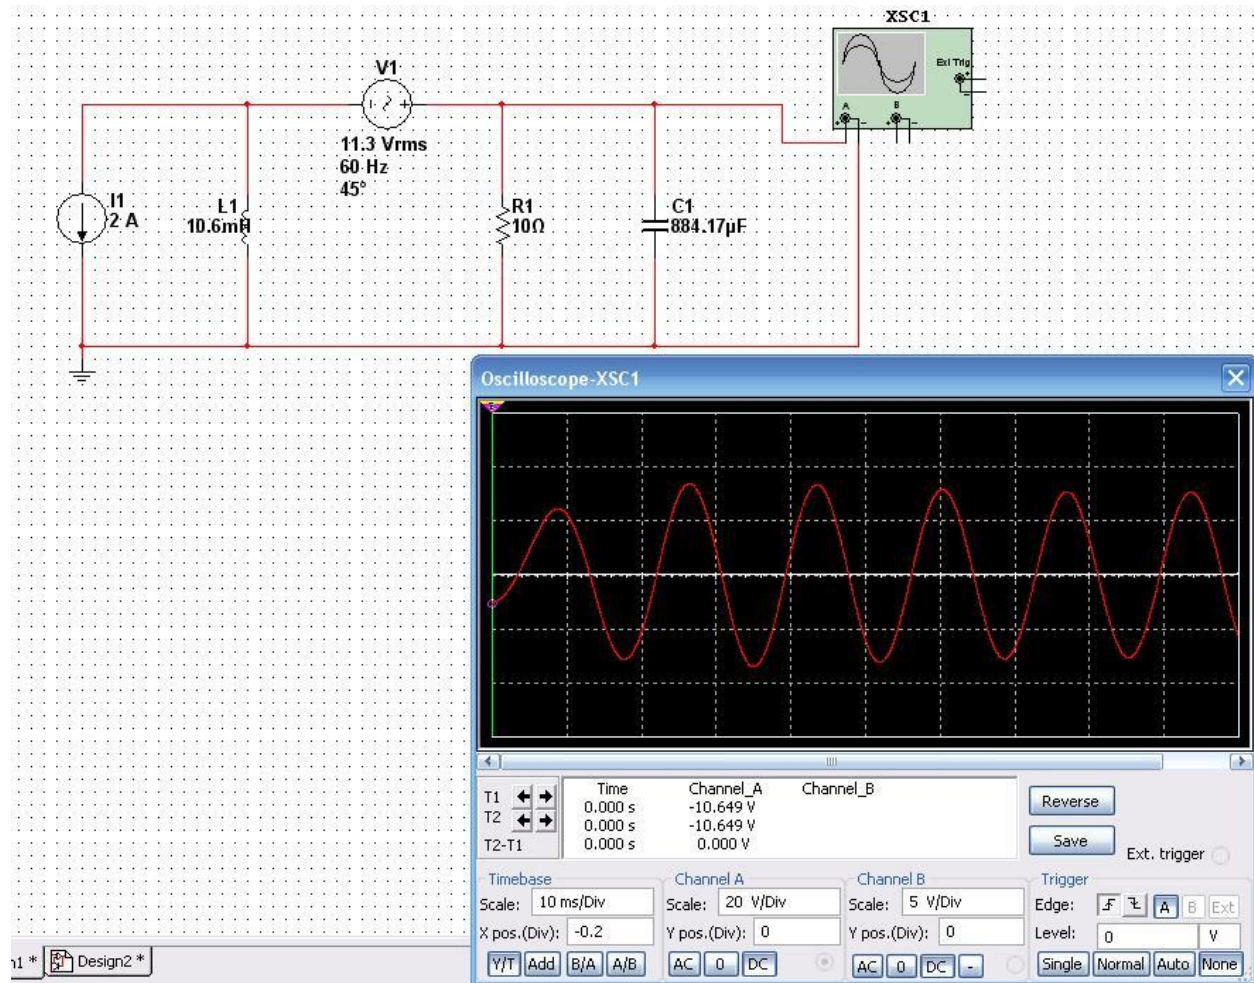 XSC1
Ext Trig
+
-
A
B
+ -
+ -
V1
11.3 Vrms
60 Hz
45°
I1
2 A
L1
10.6mH
R1
10Ω
C1
884.17µF
Oscilloscope-XSC1
T1
T2
T2-T1
Time Channel_A Channel_B
0.000 s -10.649 V
0.000 s -10.649 V
0.000 s 0.000 V
Reverse
Save
Ext. trigger
Timebase
Scale: 10 ms/Div
X pos.(Div): -0.2
Y/T Add B/A A/B
Channel A
Scale: 20 V/Div
Y pos.(Div): 0
AC 0 DC
Channel B
Scale: 5 V/Div
Y pos.(Div): 0
AC 0 DC -
Trigger
Edge: A B Ext
Level: 0 V
Single Normal Auto None
n1 * Design2 *